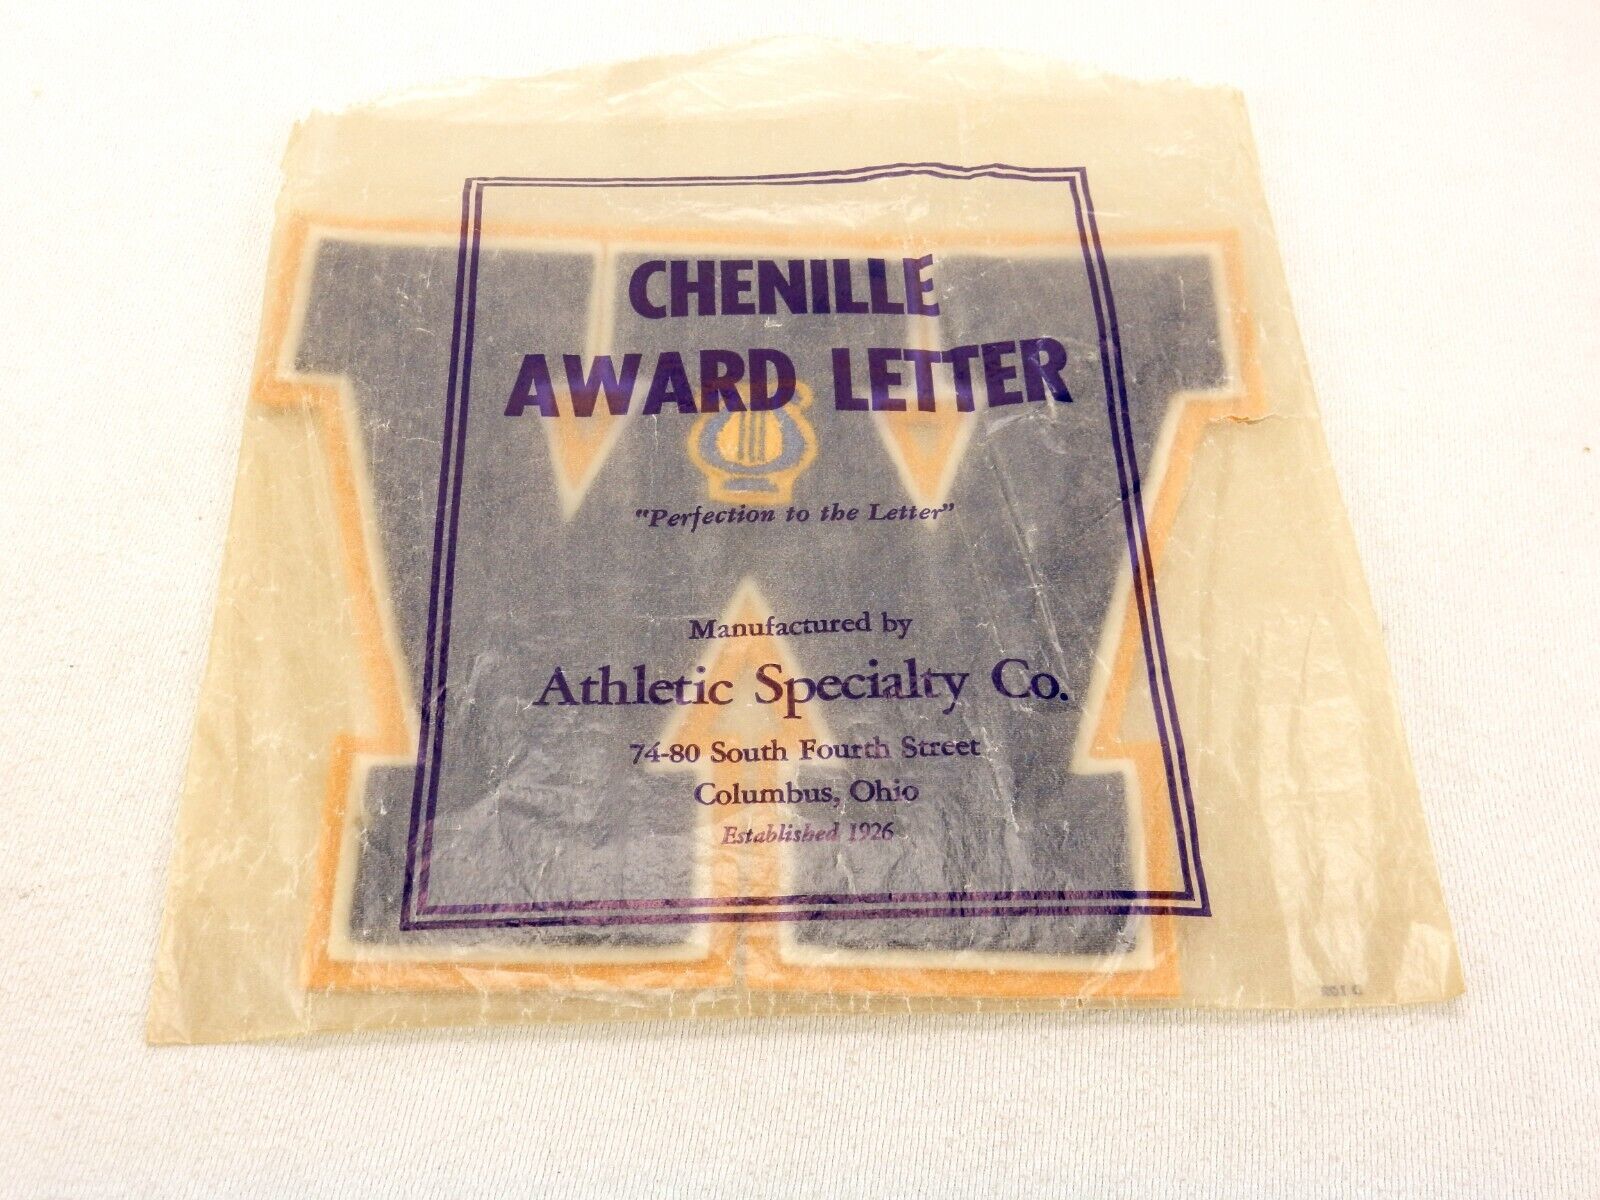 CHENILLE
AWARD LETTER
"Perfection to the Letter"
Manufactured by
Athletic Specialty Co.
74-80 South Fourth Street
Columbus, Ohio
Established 1926
W